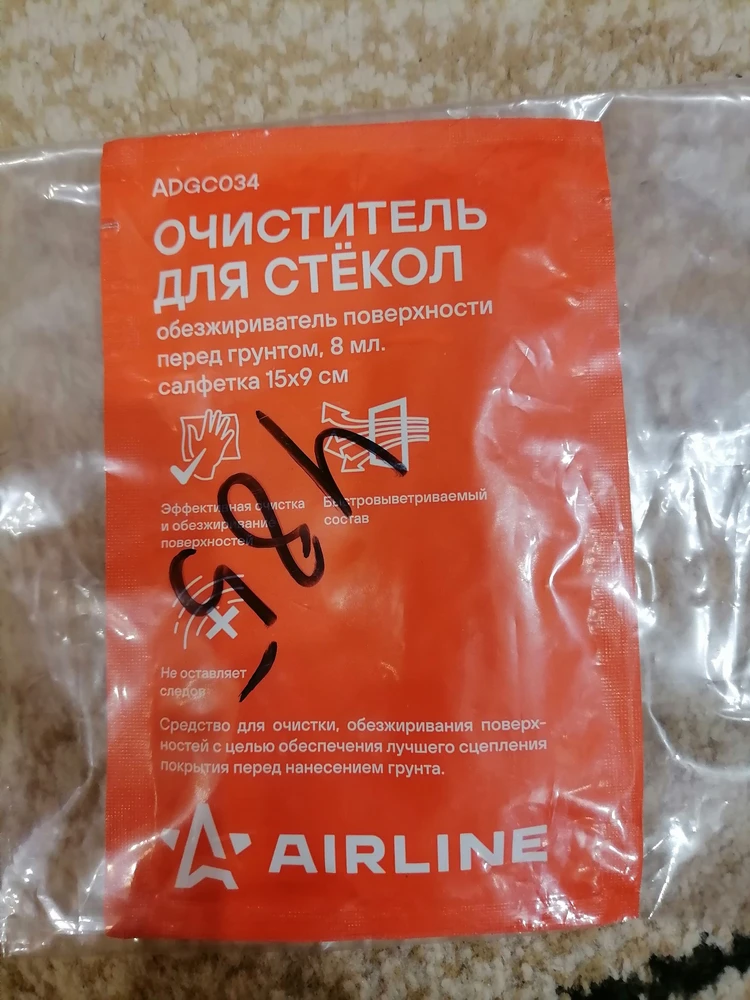 ADGC034
ОЧИСТИТЕЛЬ
ДЛЯ СТЁКОЛ
обезжириватель поверхности
перед грунтом, 8 мл.
салфетка 15х9 см
Эффективная очистка
и обезжиривание
поверхностей
Быстровыветриваемый
состав
Не оставляет
следов
Средство для очистки, обезжиривания поверх-
ностей с целью обеспечения лучшего сцепления
покрытия перед нанесением грунта.
AIRLINE